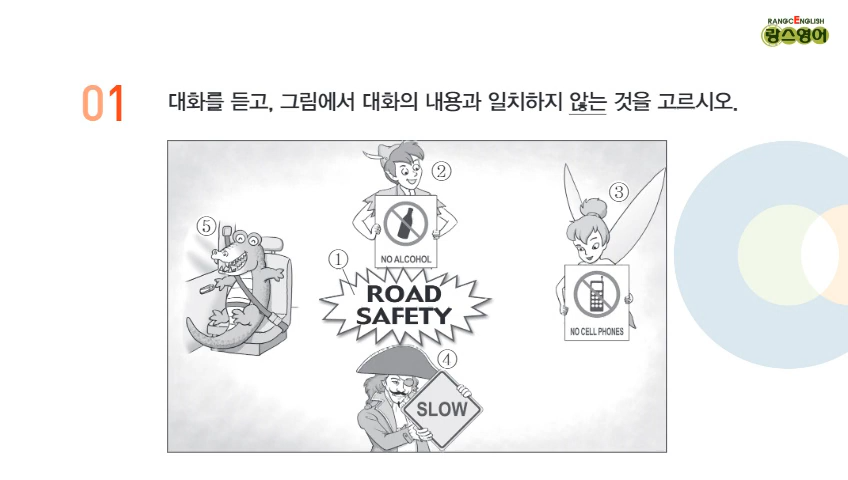 RANGCENGLISH
랑스영어
01
대화를 듣고, 그림에서 대화의 내용과 일치하지 않는 것을 고르시오.
②
NO ALCOHOL
③
NO CELL PHONES
⑤
①
ROAD
SAFETY
④
SLOW